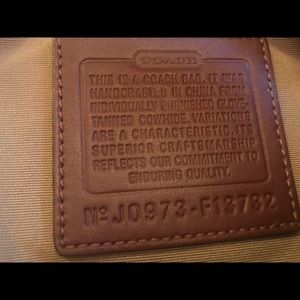 COACH
THIS IS A COACH BAG. IT WAS
HANDCRAFTED IN CHINA FROM
INDIVIDUALLY BURNISHED GLOVE-
TANNED COWHIDE. VARIATIONS
ARE A CHARACTERISTIC. ITS
SUPERIOR CRAFTSMANSHIP
REFLECTS OUR COMMITMENT TO
ENDURING QUALITY.
Nº J0973-F13732